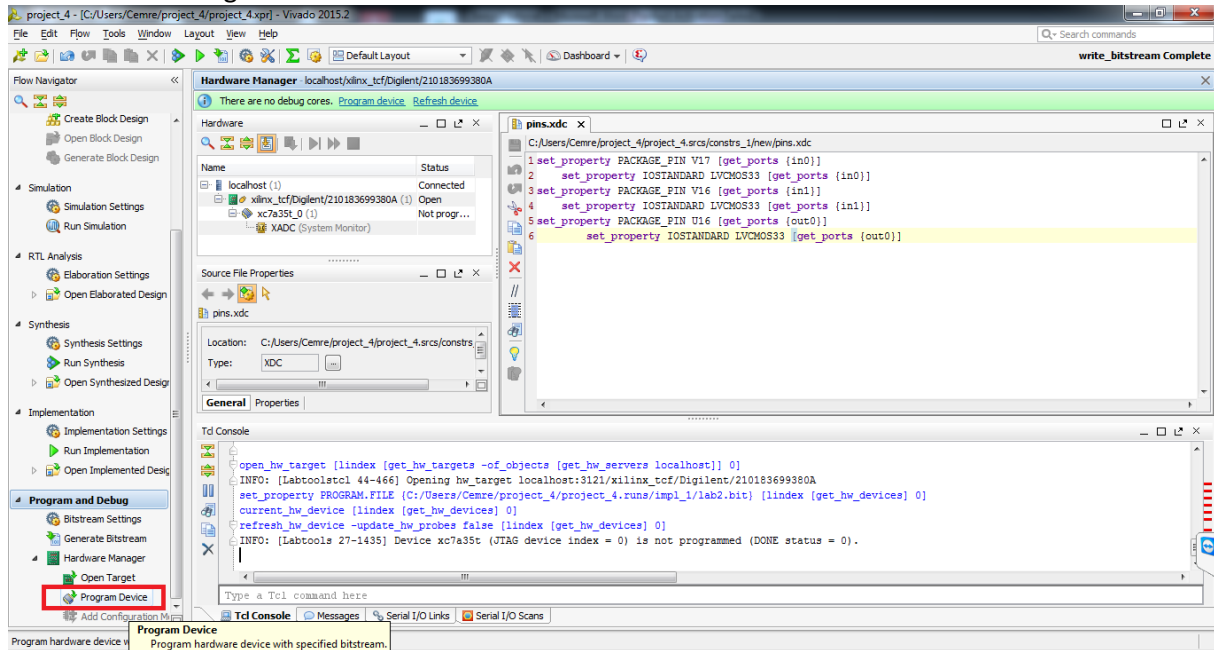 project_4 - [C:/Users/Cemre/project_4/project_4.xpr] - Vivado 2015.2
File Edit Flow Tools Window Layout View Help
Q- Search commands
Default Layout
Dashboard
write_bitstream Complete
Flow Navigator
Create Block Design
Open Block Design
Generate Block Design
Simulation
Simulation Settings
Run Simulation
RTL Analysis
Elaboration Settings
Open Elaborated Design
Synthesis
Synthesis Settings
Run Synthesis
Open Synthesized Desigr
Implementation
Implementation Settings
Run Implementation
Open Implemented Desig
Program and Debug
Bitstream Settings
Generate Bitstream
Hardware Manager
Open Target
Program Device
Add Configuration M
Hardware Manager - localhost/xilinx_tcf/Digilent/210183699380A
There are no debug cores. Program device Refresh device
Hardware
Name Status
localhost (1) Connected
xilinx_tcf/Digilent/210183699380A (1) Open
xc7a35t_0 (1) Not progr...
XADC (System Monitor)
Source File Properties
pins.xdc
Location: C:/Users/Cemre/project_4/project_4.srcs/constrs_
Type: XDC ...
General Properties
pins.xdc
C:/Users/Cemre/project_4/project_4.srcs/constrs_1/new/pins.xdc
1 set_property PACKAGE_PIN V17 [get_ports {in0}]
2 set_property IOSTANDARD LVCMOS33 [get_ports {in0}]
3 set_property PACKAGE_PIN V16 [get_ports {in1}]
4 set_property IOSTANDARD LVCMOS33 [get_ports {in1}]
5 set_property PACKAGE_PIN U16 [get_ports {out0}]
6 set_property IOSTANDARD LVCMOS33 [get_ports {out0}]
Tcl Console
open_hw_target [lindex [get_hw_targets -of_objects [get_hw_servers localhost]] 0]
INFO: [Labtoolstcl 44-466] Opening hw_target localhost:3121/xilinx_tcf/Digilent/210183699380A
set_property PROGRAM.FILE {C:/Users/Cemre/project_4/project_4.runs/impl_1/lab2.bit} [lindex [get_hw_devices] 0]
current_hw_device [lindex [get_hw_devices] 0]
refresh_hw_device -update_hw_probes false [lindex [get_hw_devices] 0]
INFO: [Labtools 27-1435] Device xc7a35t (JTAG device index = 0) is not programmed (DONE status = 0).
Type a Tcl command here
Tcl Console Messages Serial I/O Links Serial I/O Scans
Program Device
Program hardware device with specified bitstream.
Program hardware device w